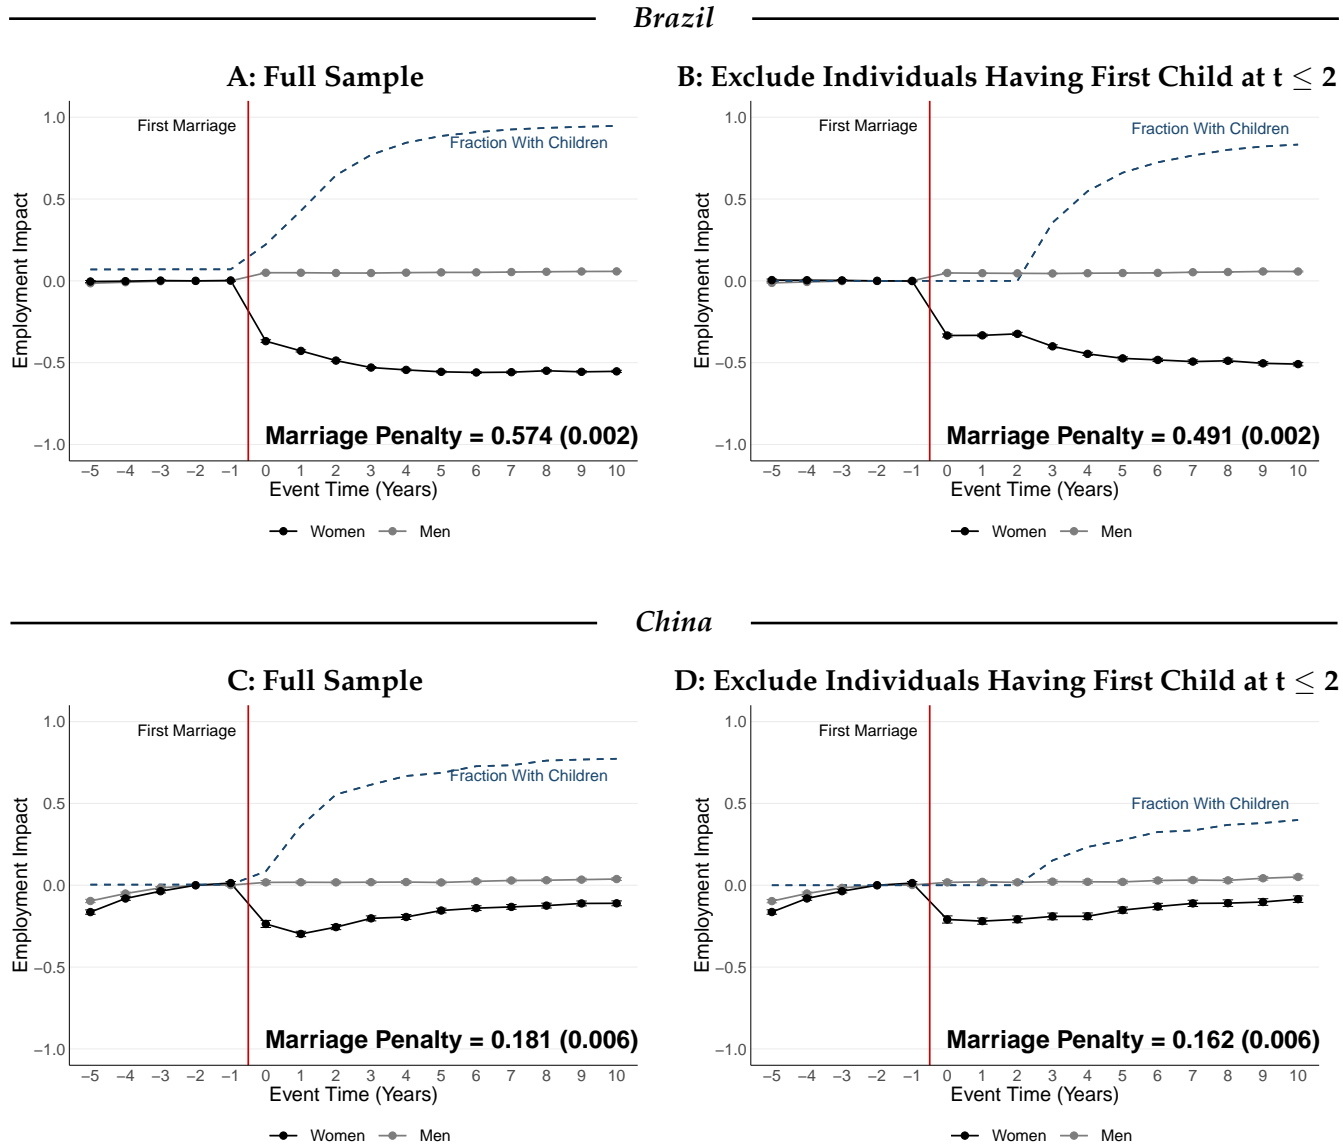 Brazil
A: Full Sample
First Marriage
Fraction With Children
Employment Impact
1.0
0.5
0.0
−0.5
−1.0
Marriage Penalty = 0.574 (0.002)
−5 −4 −3 −2 −1 0 1 2 3 4 5 6 7 8 9 10
Event Time (Years)
Women Men
B: Exclude Individuals Having First Child at t ≤ 2
First Marriage
Fraction With Children
Employment Impact
1.0
0.5
0.0
−0.5
−1.0
Marriage Penalty = 0.491 (0.002)
−5 −4 −3 −2 −1 0 1 2 3 4 5 6 7 8 9 10
Event Time (Years)
Women Men
China
C: Full Sample
First Marriage
Fraction With Children
Employment Impact
1.0
0.5
0.0
−0.5
−1.0
Marriage Penalty = 0.181 (0.006)
−5 −4 −3 −2 −1 0 1 2 3 4 5 6 7 8 9 10
Event Time (Years)
Women Men
D: Exclude Individuals Having First Child at t ≤ 2
First Marriage
Fraction With Children
Employment Impact
1.0
0.5
0.0
−0.5
−1.0
Marriage Penalty = 0.162 (0.006)
−5 −4 −3 −2 −1 0 1 2 3 4 5 6 7 8 9 10
Event Time (Years)
Women Men